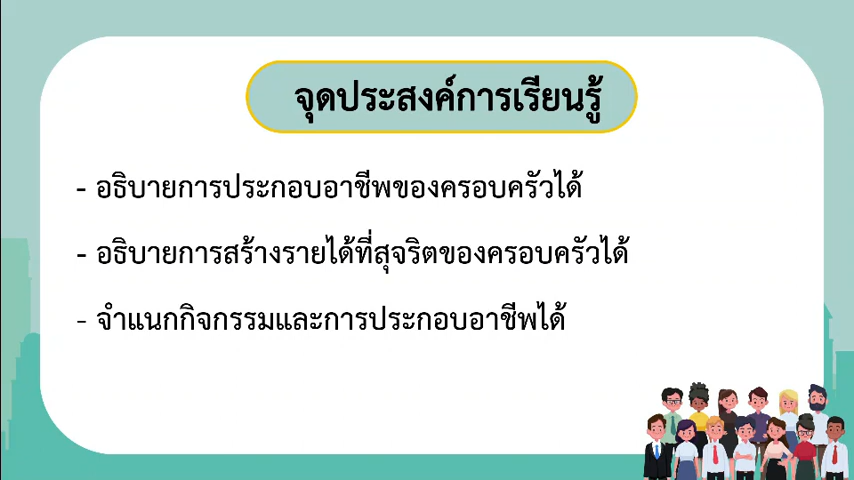 จุดประสงค์การเรียนรู้
- อธิบายการประกอบอาชีพของครอบครัวได้
- อธิบายการสร้างรายได้ที่สุจริตของครอบครัวได้
- จำแนกกิจกรรมและการประกอบอาชีพได้